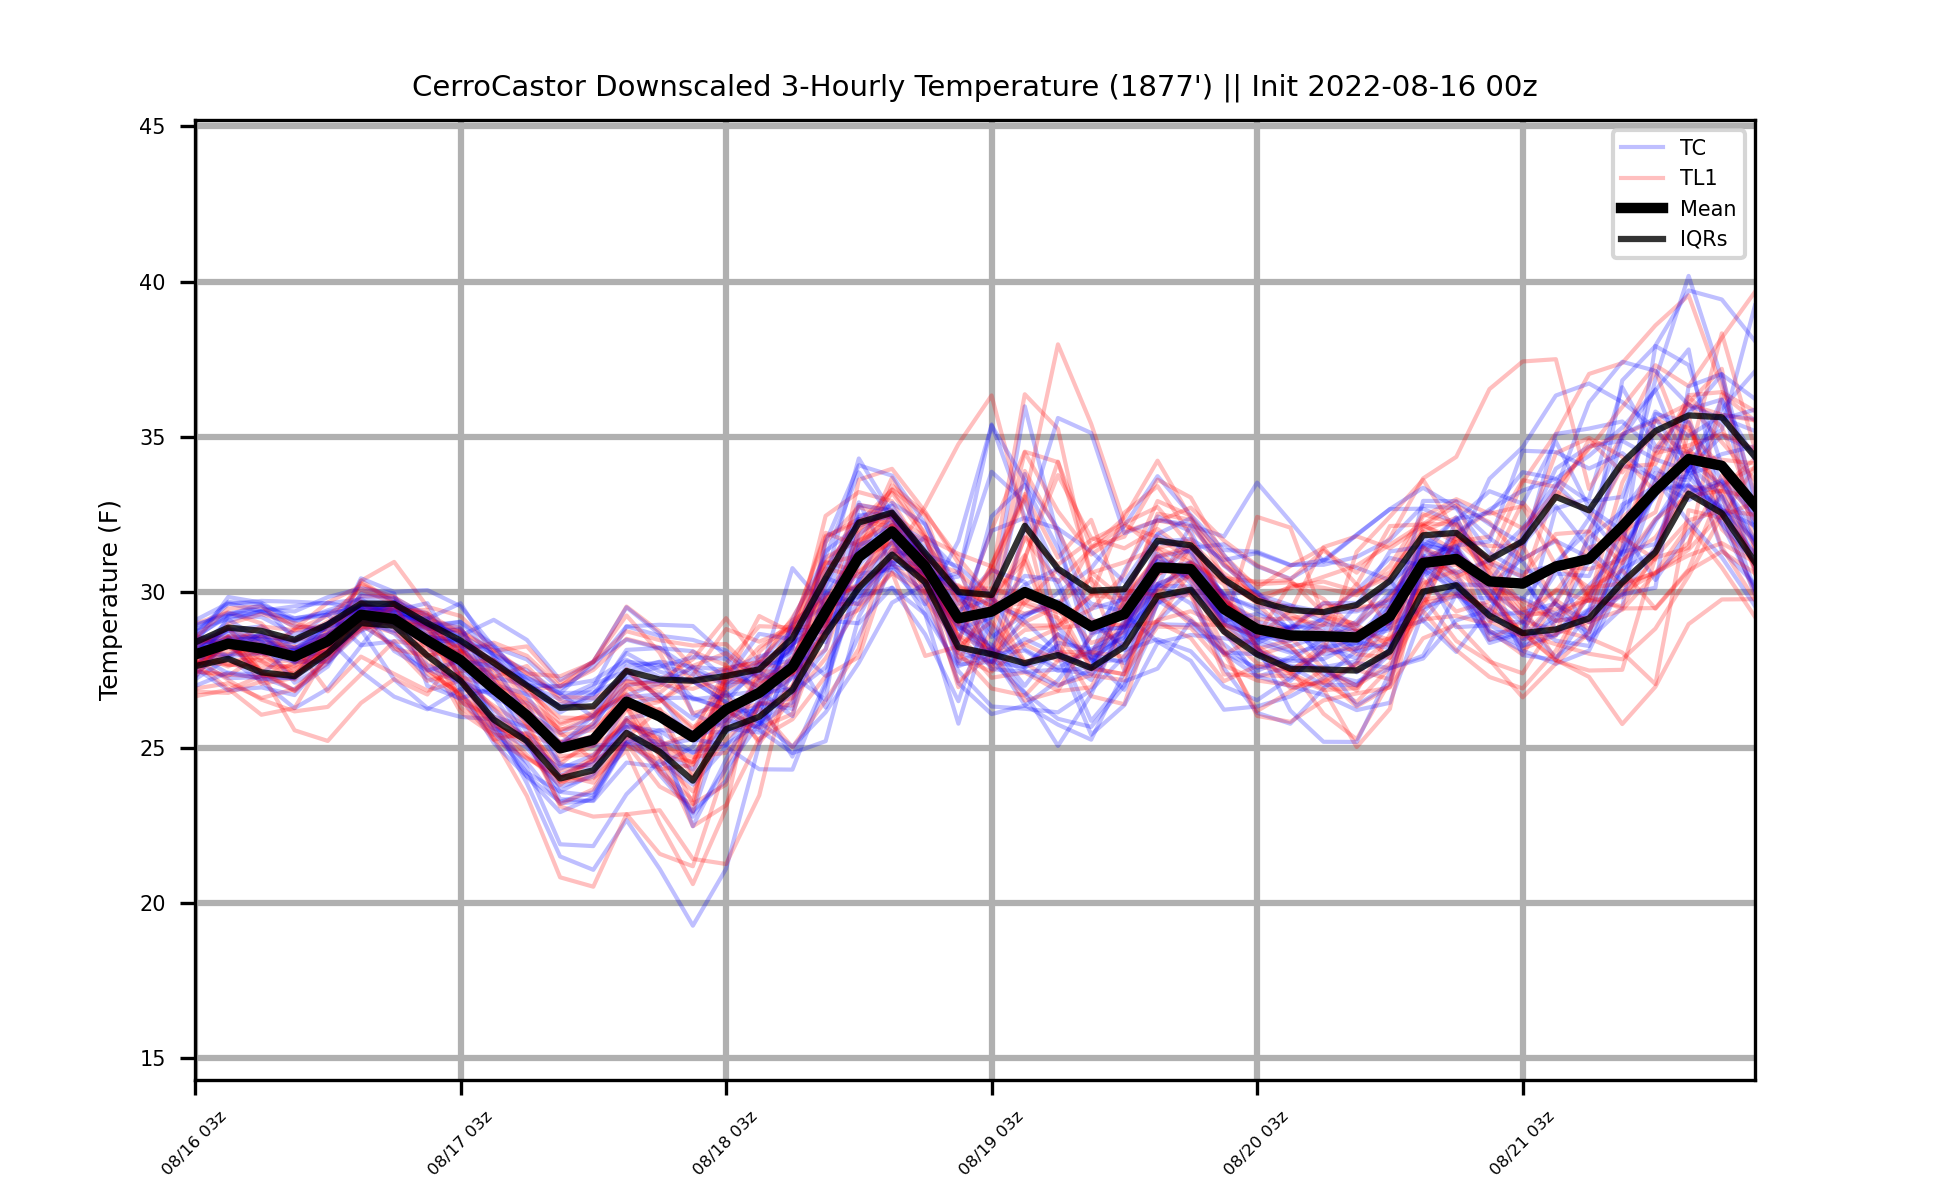 CerroCastor Downscaled 3-Hourly Temperature (1877') || Init 2022-08-16 00z
TC
TL1
Mean
IQRs
Temperature (F)
45
40
35
30
25
20
15
08/16 03z
08/17 03z
08/18 03z
08/19 03z
08/20 03z
08/21 03z